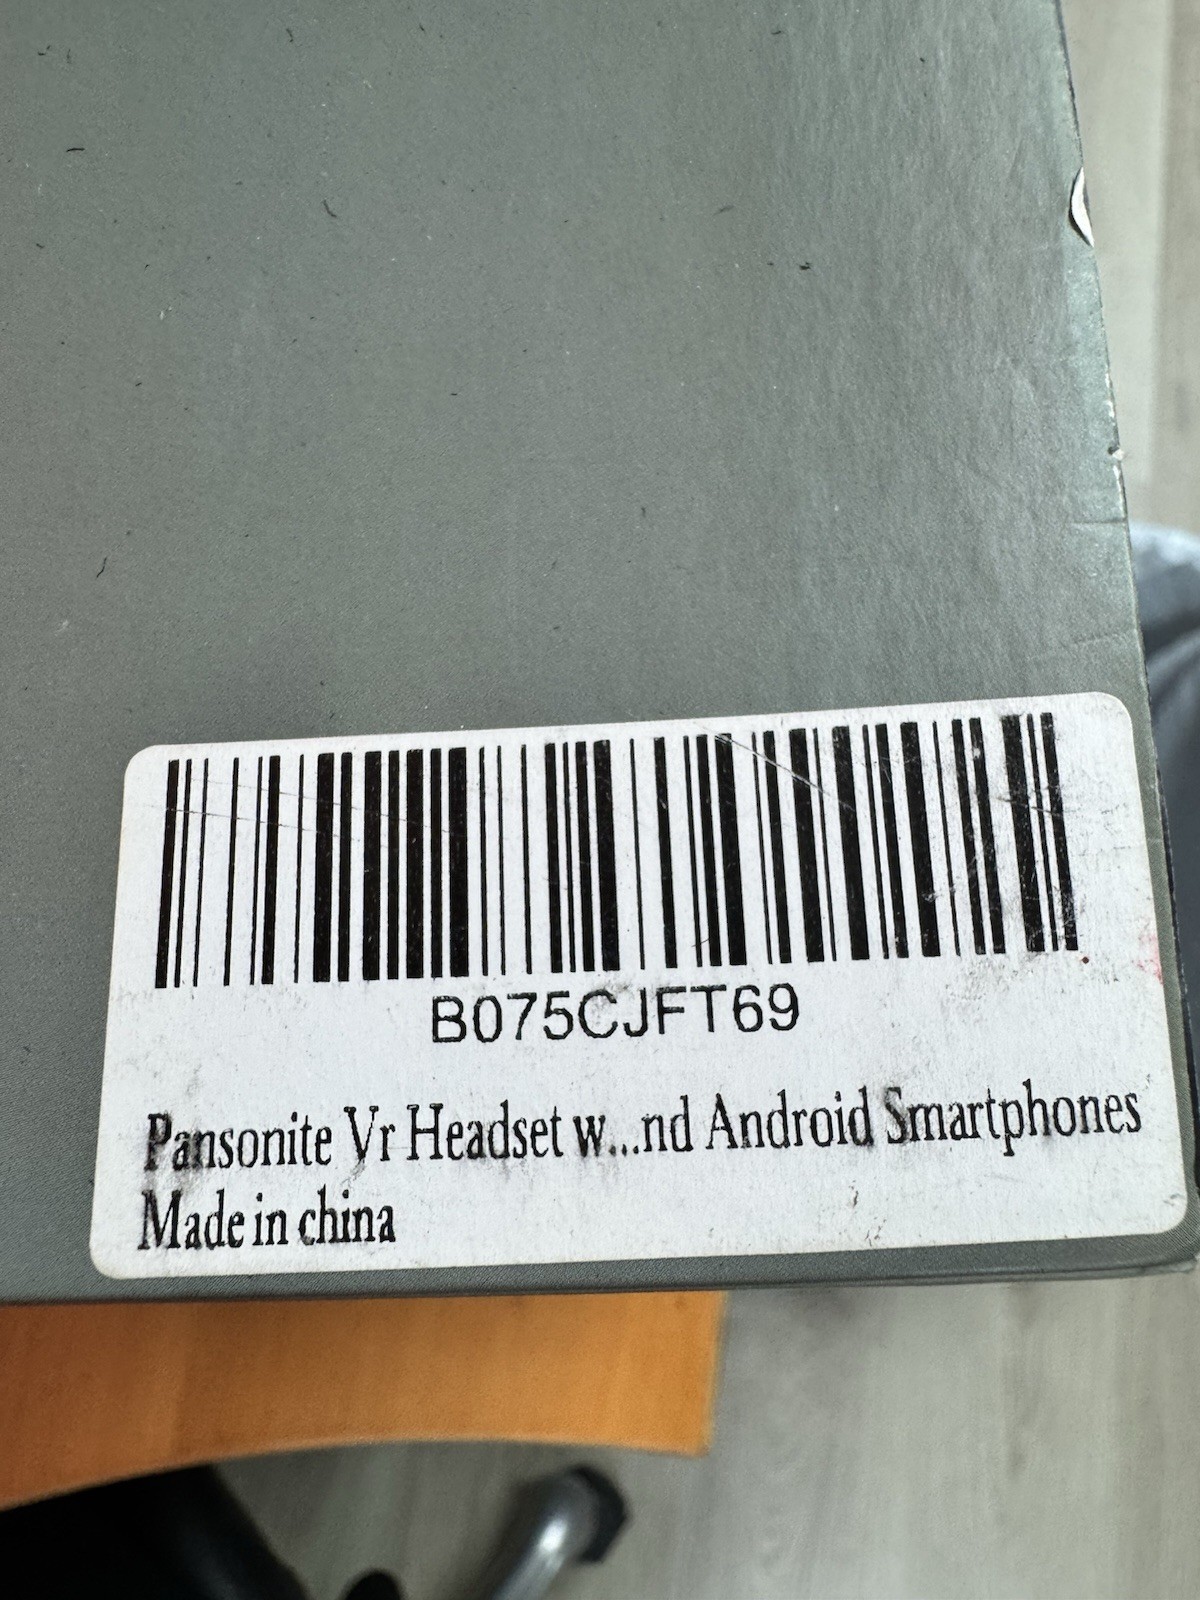 B075CJFT69
Pansonite Vr Headset w...nd Android Smartphones
Made in china